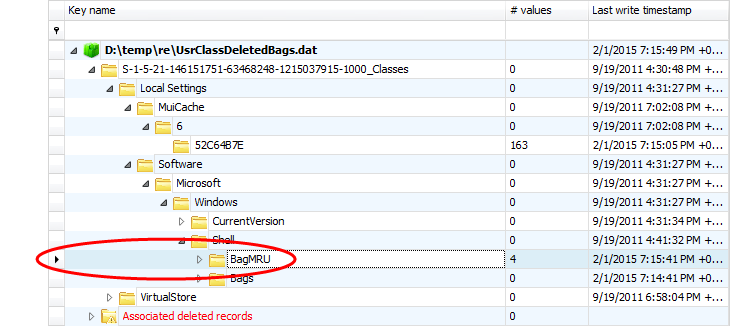 Key name # values Last write timestamp
D:\temp\re\UsrClassDeletedBags.dat 2/1/2015 7:15:49 PM +0...
S-1-5-21-146151751-63468248-1215037915-1000_Classes 0 9/19/2011 4:30:48 PM +...
Local Settings 0 9/19/2011 4:31:27 PM +...
MuiCache 0 9/19/2011 7:02:08 PM +...
6 0 9/19/2011 7:02:08 PM +...
52C64B7E 163 2/1/2015 7:15:05 PM +0...
Software 0 9/19/2011 4:31:27 PM +...
Microsoft 0 9/19/2011 4:31:27 PM +...
Windows 0 9/19/2011 4:31:27 PM +...
CurrentVersion 0 9/19/2011 4:31:34 PM +...
Shell 0 9/19/2011 4:41:32 PM +...
BagMRU 4 2/1/2015 7:15:41 PM +0...
Bags 0 2/1/2015 7:14:41 PM +0...
VirtualStore 0 9/19/2011 6:58:04 PM +...
Associated deleted records 0